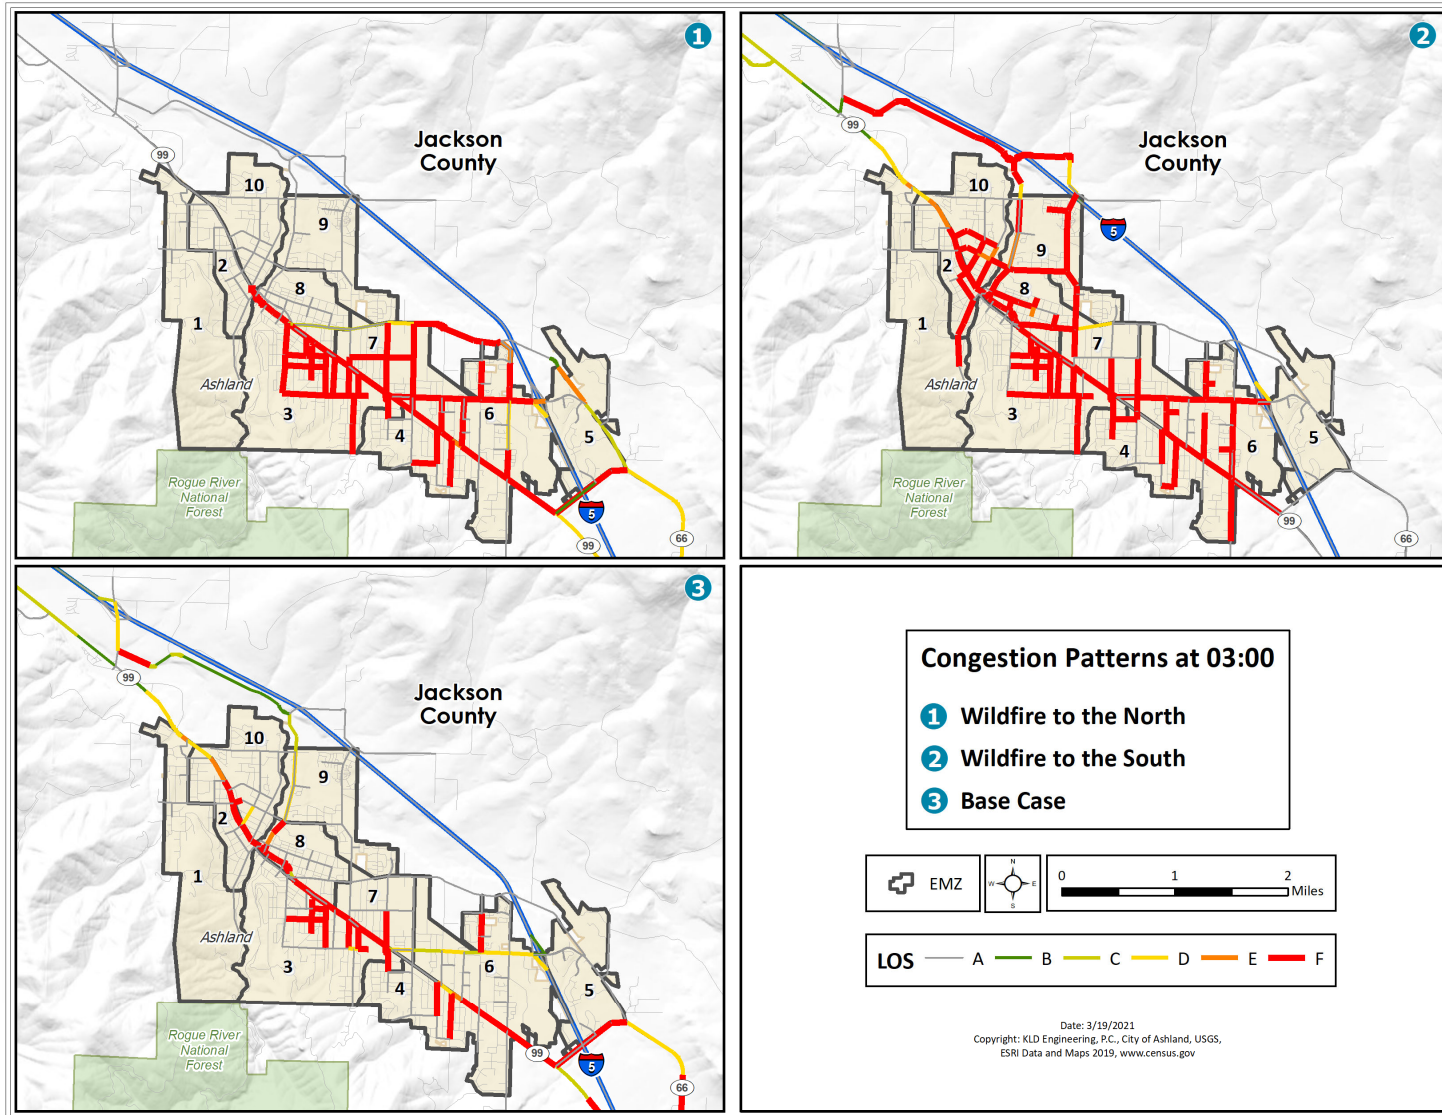 1
Jackson
County
99
10
9
2
8
1
7
Ashland
3
6
4
5
Rogue River
National
Forest
5
99
66
2
Jackson
County
99
10
5
9
2
8
1
7
Ashland
3
6
4
5
Rogue River
National
Forest
99
66
3
Jackson
County
99
10
9
2
8
1
7
Ashland
3
6
4
5
Rogue River
National
Forest
99
5
66
Congestion Patterns at 03:00
1 Wildfire to the North
2 Wildfire to the South
3 Base Case
EMZ
N
W E
S
0 1 2
Miles
LOS A B C D E F
Date: 3/19/2021
Copyright: KLD Engineering, P.C., City of Ashland, USGS,
ESRI Data and Maps 2019, www.census.gov